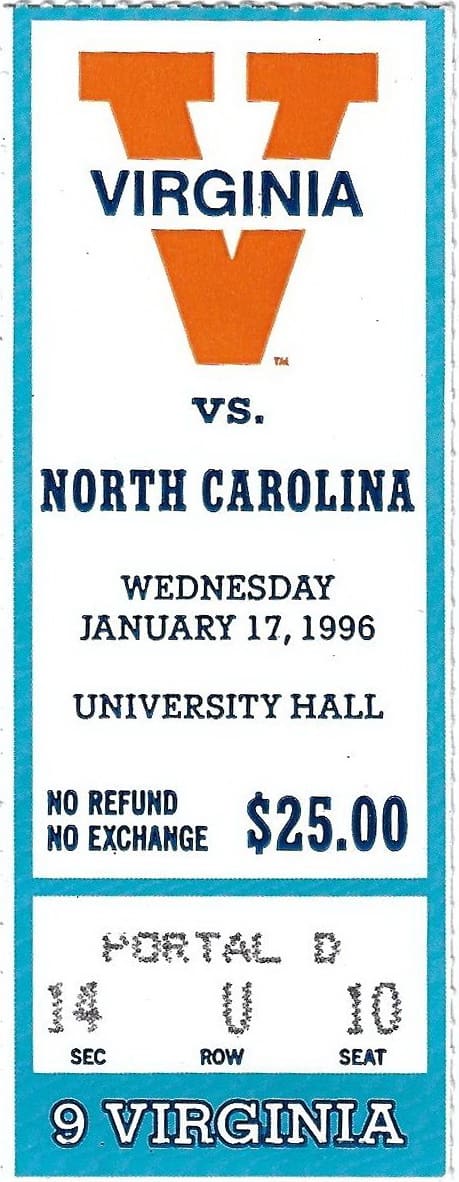 VIRGINIA
TM
VS.
NORTH CAROLINA
WEDNESDAY
JANUARY 17, 1996
UNIVERSITY HALL
NO REFUND
NO EXCHANGE
$25.00
PORTAL D
14 U 10
SEC ROW SEAT
9 VIRGINIA